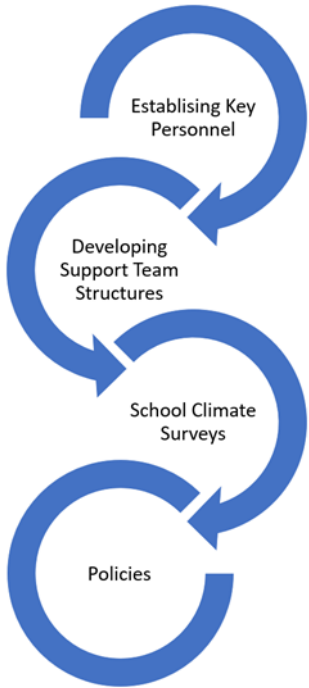 Establising Key
Personnel
Developing
Support Team
Structures
School Climate
Surveys
Policies